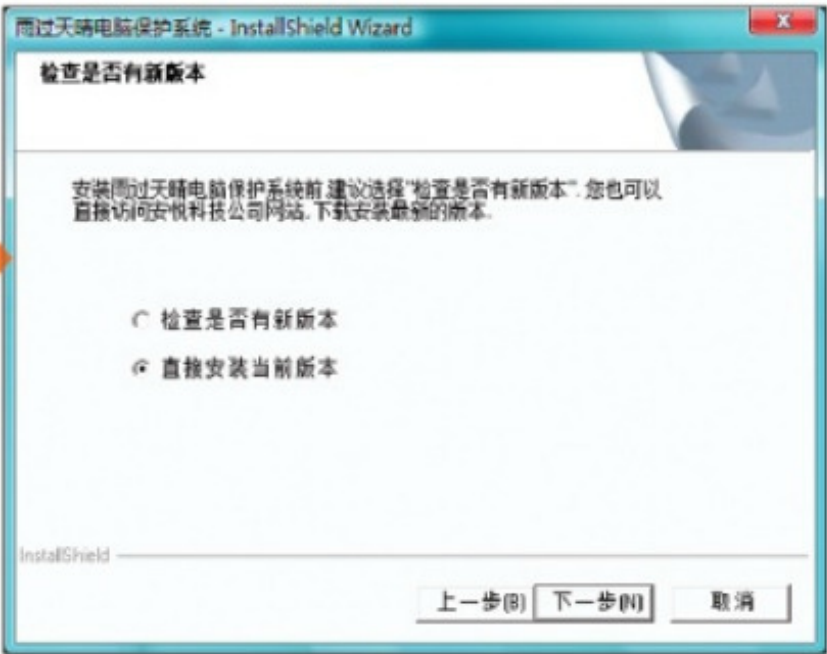 雨过天晴电脑保护系统 - InstallShield Wizard
检查是否有新版本
安装雨过天晴电脑保护系统前,建议选择"检查是否有新版本". 您也可以
直接访问安悦科技公司网站,下载安装最新的版本.
检查是否有新版本
直接安装当前版本
InstallShield
上一步(B) 下一步(N) 取消